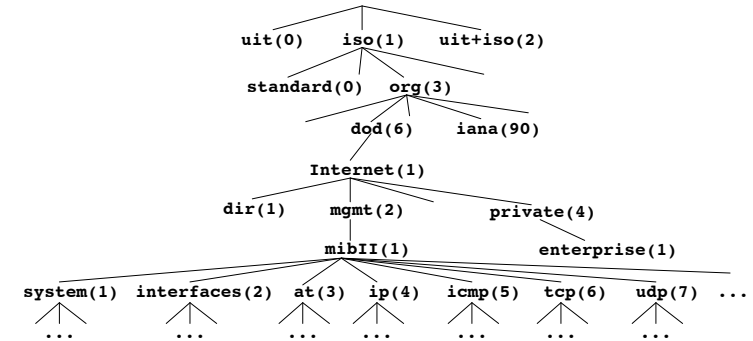 uit(0) iso(1) uit+iso(2)
standard(0) org(3)
dod(6) iana(90)
Internet(1)
dir(1) mgmt(2) private(4)
mibII(1) enterprise(1)
system(1) interfaces(2) at(3) ip(4) icmp(5) tcp(6) udp(7) ...
... ... ... ... ... ... ...